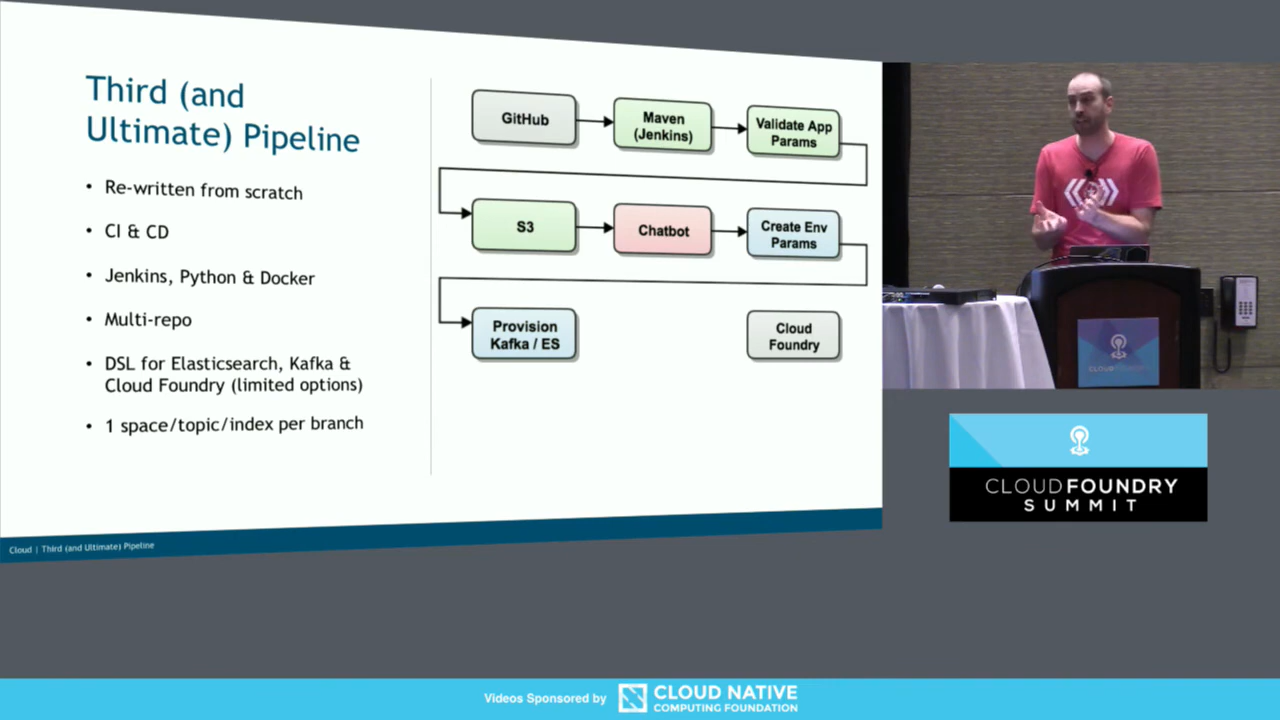 Third (and
Ultimate) Pipeline
• Re-written from scratch
• CI & CD
• Jenkins, Python & Docker
• Multi-repo
• DSL for Elasticsearch, Kafka &
Cloud Foundry (limited options)
• 1 space/topic/index per branch
GitHub
Maven
(Jenkins)
Validate App
Params
S3
Chatbot
Create Env
Params
Provision
Kafka / ES
Cloud
Foundry
Cloud | Third (and Ultimate) Pipeline
CLOUD FOUNDRY
CLOUDFOUNDRY
SUMMIT
Videos Sponsored by
CLOUD NATIVE
COMPUTING FOUNDATION